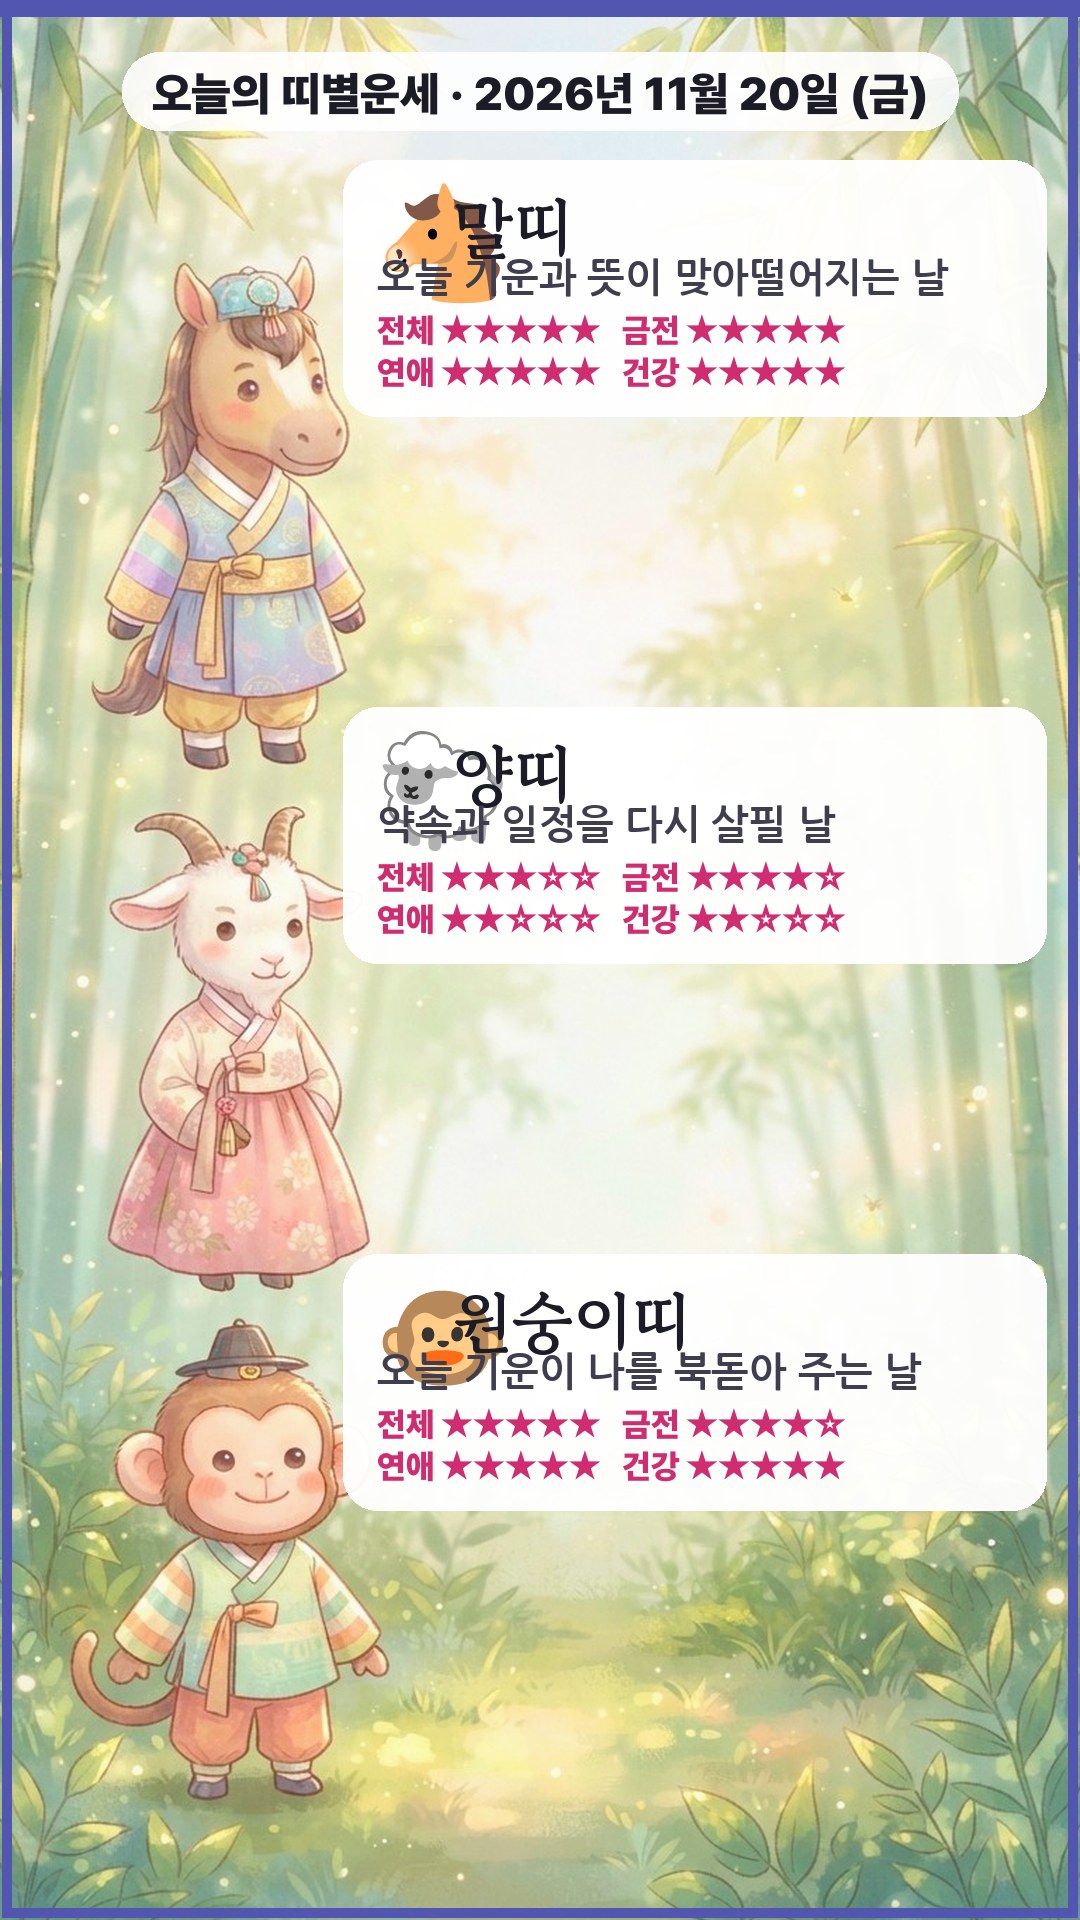 오늘의 띠별운세 · 2026년 11월 20일 (금)
말띠
오늘 기운과 뜻이 맞아떨어지는 날
전체 ★★★★★ 금전 ★★★★★
연애 ★★★★★ 건강 ★★★★★
양띠
약속과 일정을 다시 살필 날
전체 ★★★☆☆ 금전 ★★★★☆
연애 ★★☆☆☆ 건강 ★★☆☆☆
원숭이띠
오늘 기운이 나를 북돋아 주는 날
전체 ★★★★★ 금전 ★★★★☆
연애 ★★★★★ 건강 ★★★★★